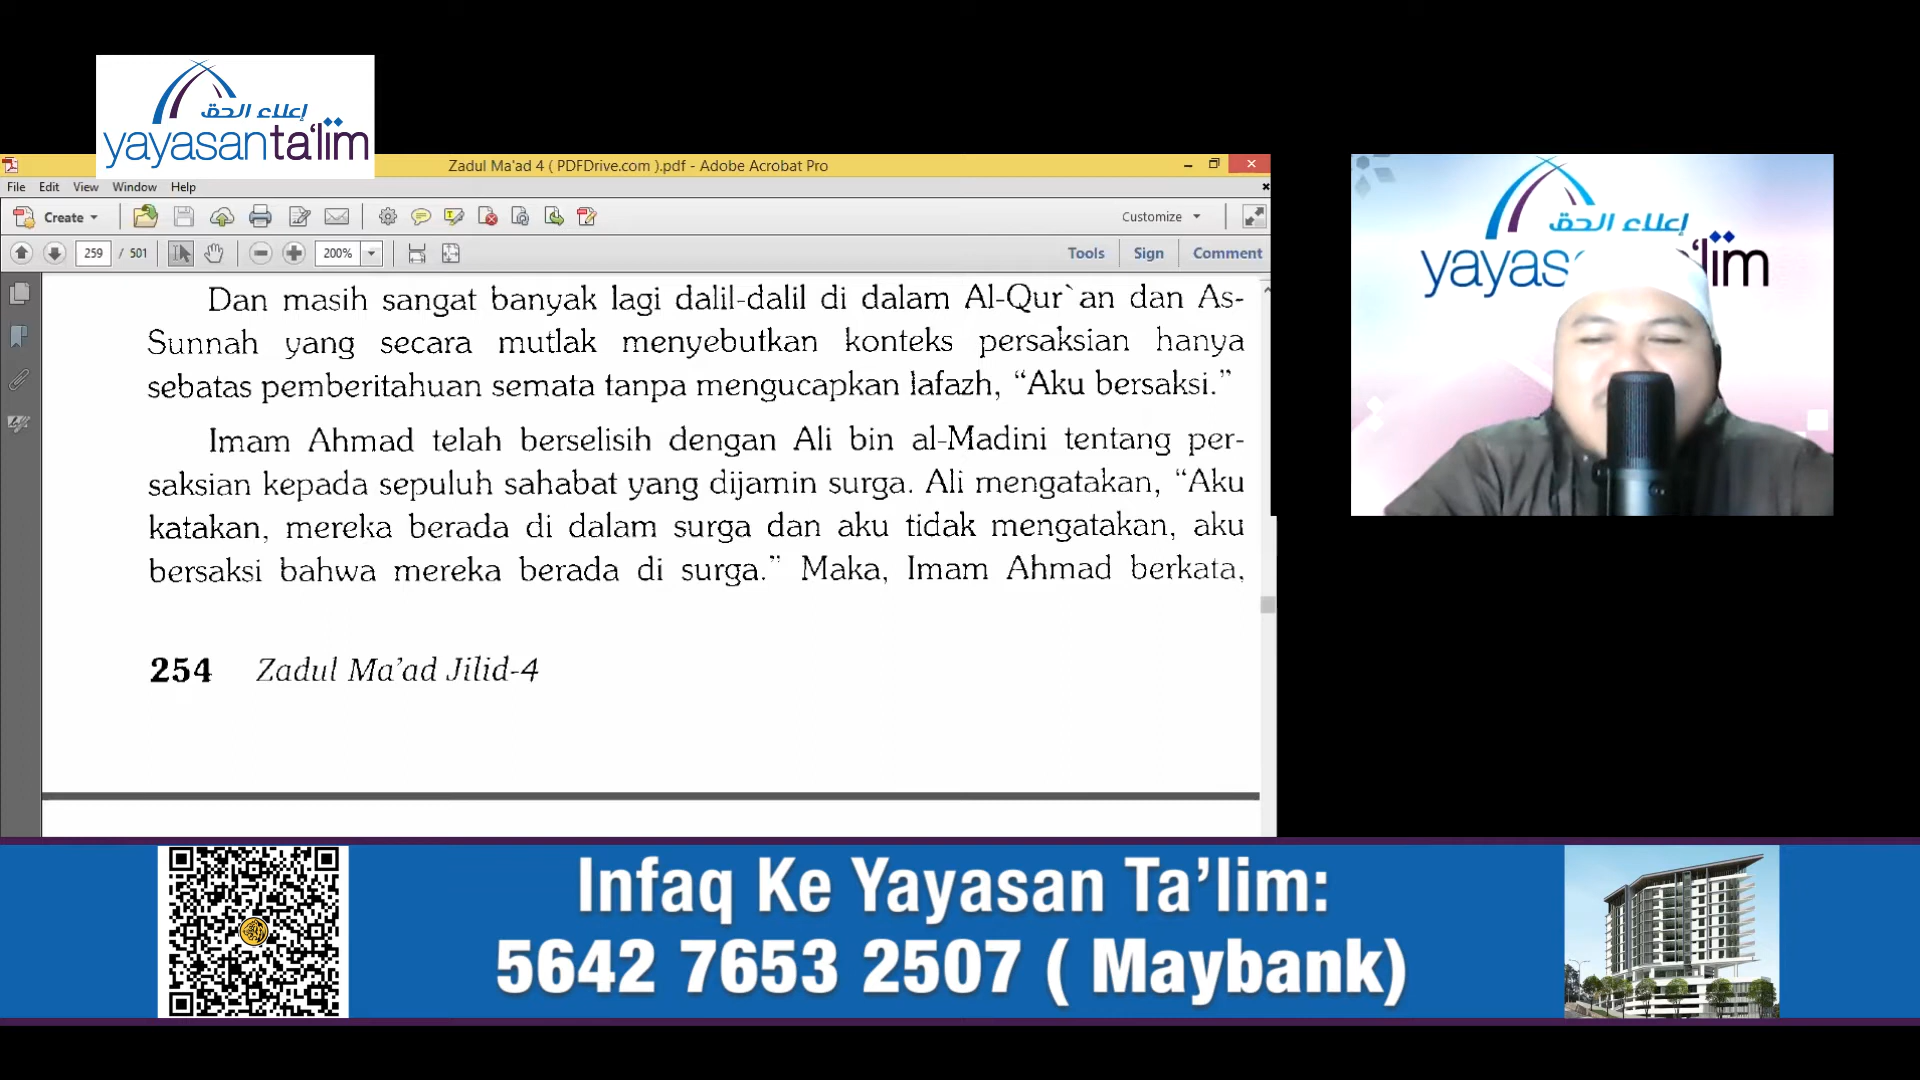 إعلاء الحق
yayasanta'lim
Zadul Ma'ad 4 ( PDFDrive.com ).pdf - Adobe Acrobat Pro
File Edit View Window Help
Create
Customize
259 / 501
200%
Tools Sign Comment
Dan masih sangat banyak lagi dalil-dalil di dalam Al-Qur`an dan As-
Sunnah yang secara mutlak menyebutkan konteks persaksian hanya
sebatas pemberitahuan semata tanpa mengucapkan lafazh, “Aku bersaksi.”
Imam Ahmad telah berselisih dengan Ali bin al-Madini tentang per-
saksian kepada sepuluh sahabat yang dijamin surga. Ali mengatakan, “Aku
katakan, mereka berada di dalam surga dan aku tidak mengatakan, aku
bersaksi bahwa mereka berada di surga.” Maka, Imam Ahmad berkata,
254 Zadul Ma’ad Jilid-4
إعلاء الحق
yayas 'lim
Infaq Ke Yayasan Ta’lim:
5642 7653 2507 ( Maybank)